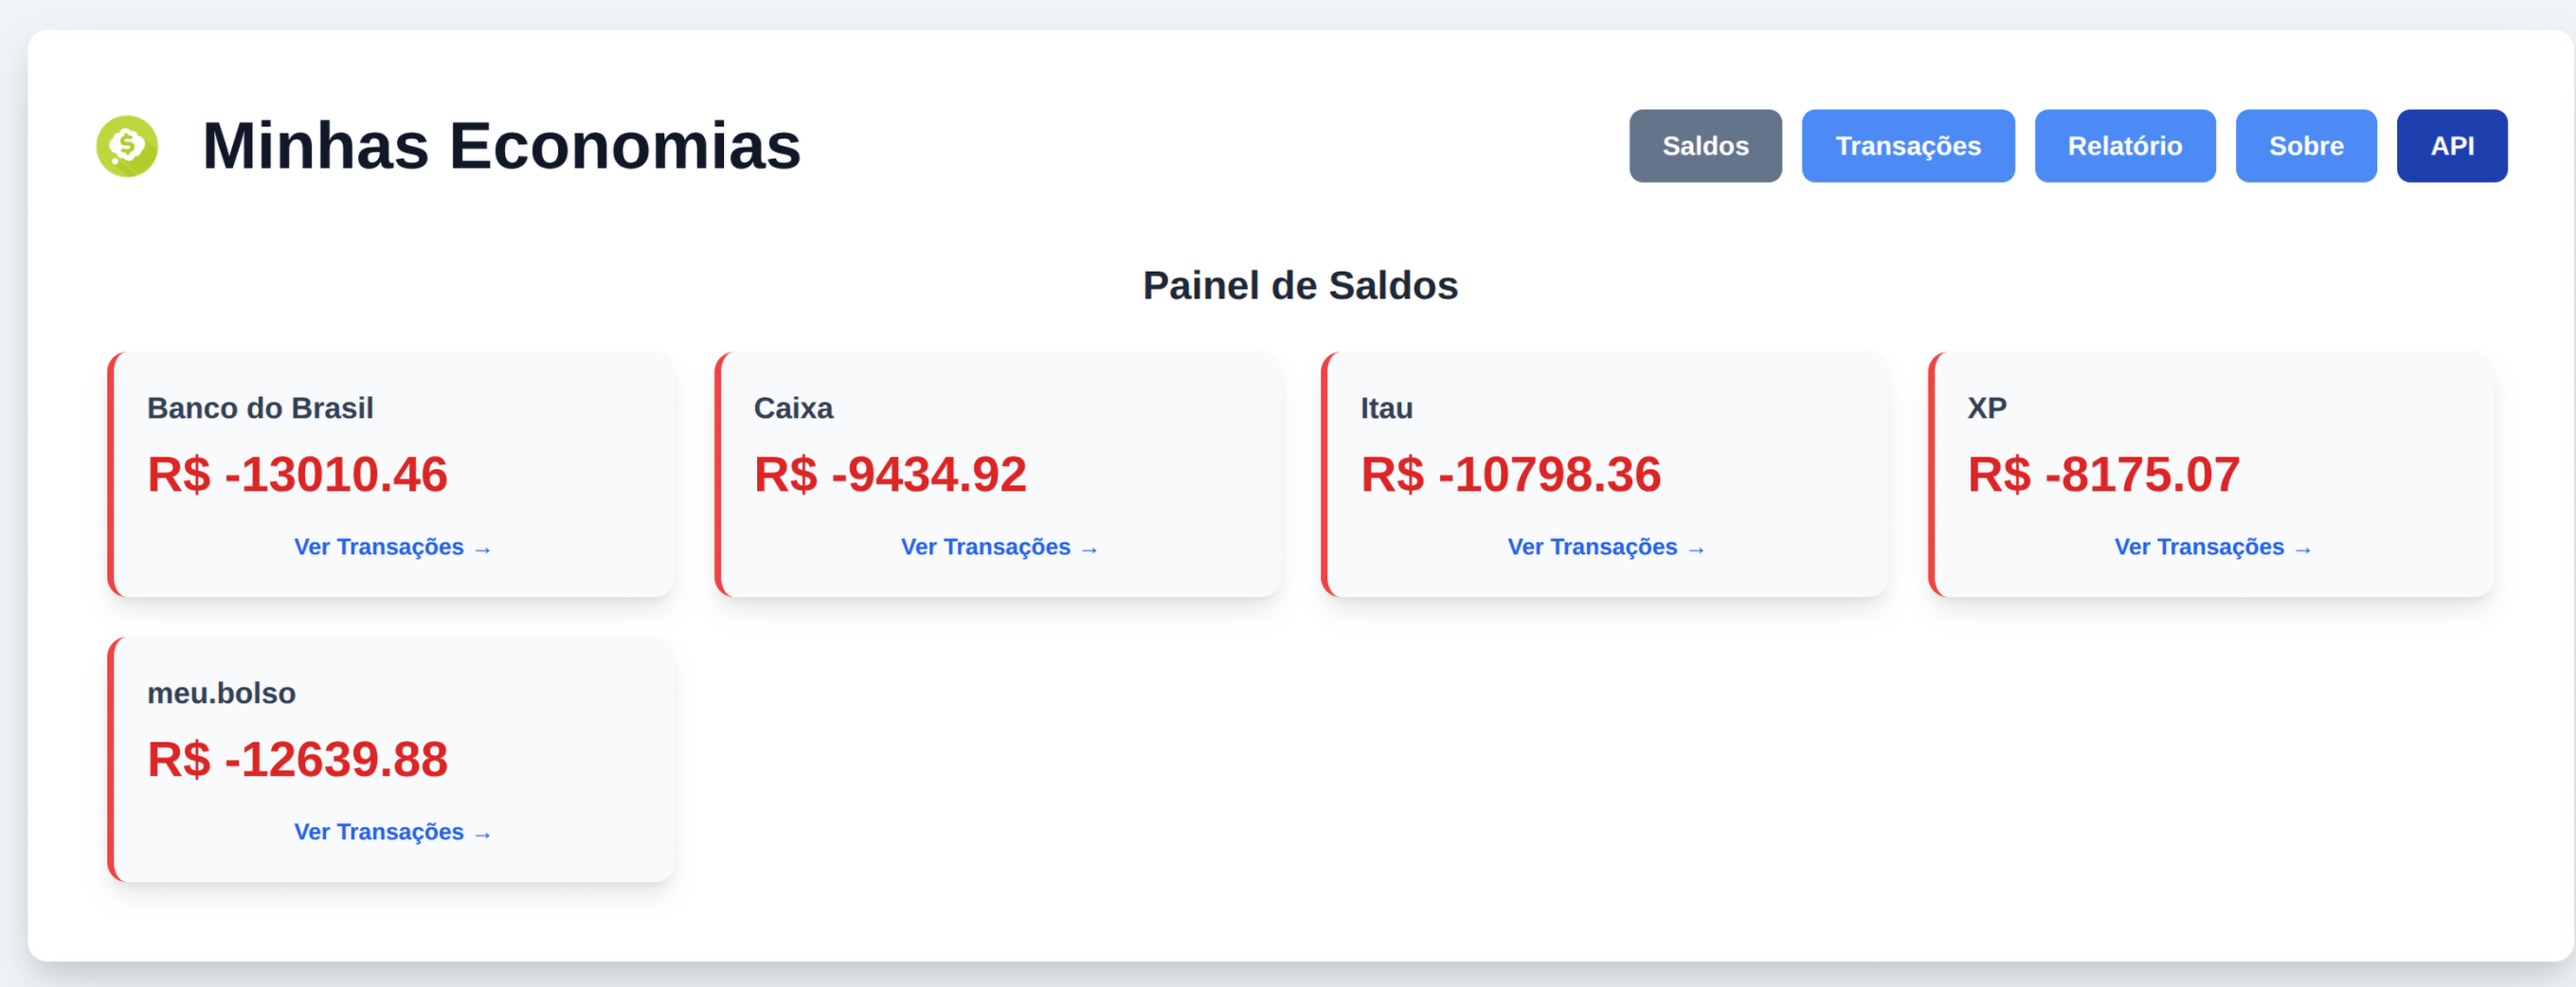 Minhas Economias
Saldos
Transações
Relatório
Sobre
API
Painel de Saldos
Banco do Brasil
R$ -13010.46
Ver Transações →
Caixa
R$ -9434.92
Ver Transações →
Itau
R$ -10798.36
Ver Transações →
XP
R$ -8175.07
Ver Transações →
meu.bolso
R$ -12639.88
Ver Transações →